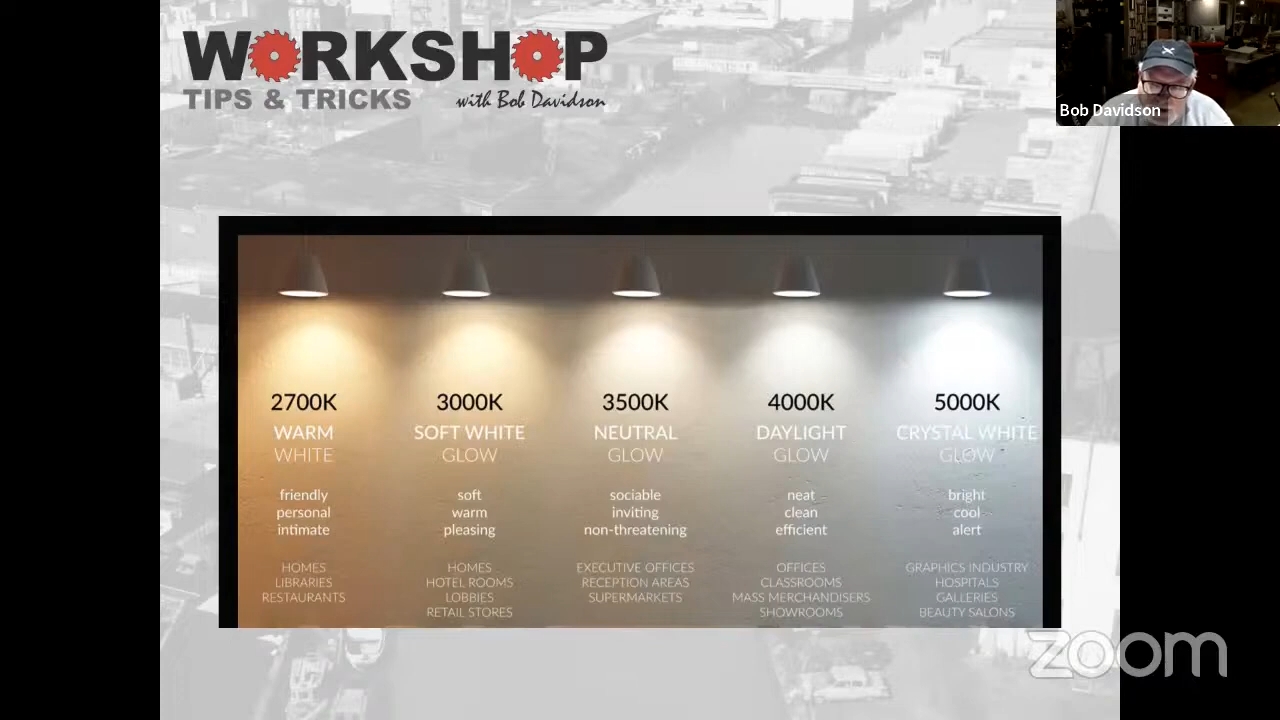 WORKSHOP
TIPS & TRICKS with Bob Davidson
Bob Davidson
2700K
WARM
WHITE
friendly
personal
intimate
HOMES
LIBRARIES
RESTAURANTS
3000K
SOFT WHITE
GLOW
soft
warm
pleasing
HOMES
HOTEL ROOMS
LOBBIES
RETAIL STORES
3500K
NEUTRAL
GLOW
sociable
inviting
non-threatening
EXECUTIVE OFFICES
RECEPTION AREAS
SUPERMARKETS
4000K
DAYLIGHT
GLOW
neat
clean
efficient
OFFICES
CLASSROOMS
MASS MERCHANDISERS
SHOWROOMS
5000K
CRYSTAL WHITE
GLOW
bright
cool
alert
GRAPHICS INDUSTRY
HOSPITALS
GALLERIES
BEAUTY SALONS
zoom